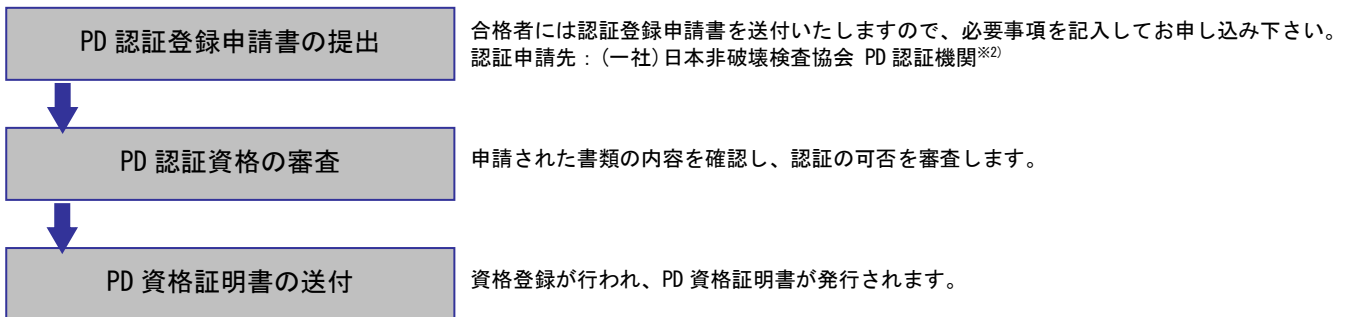 PD 認証登録申請書の提出
合格者には認証登録申請書を送付いたしますので、必要事項を記入してお申し込み下さい。
認証申請先：(一社)日本非破壊検査協会 PD 認証機関※2)
PD 認証資格の審査
申請された書類の内容を確認し、認証の可否を審査します。
PD 資格証明書の送付
資格登録が行われ、PD 資格証明書が発行されます。